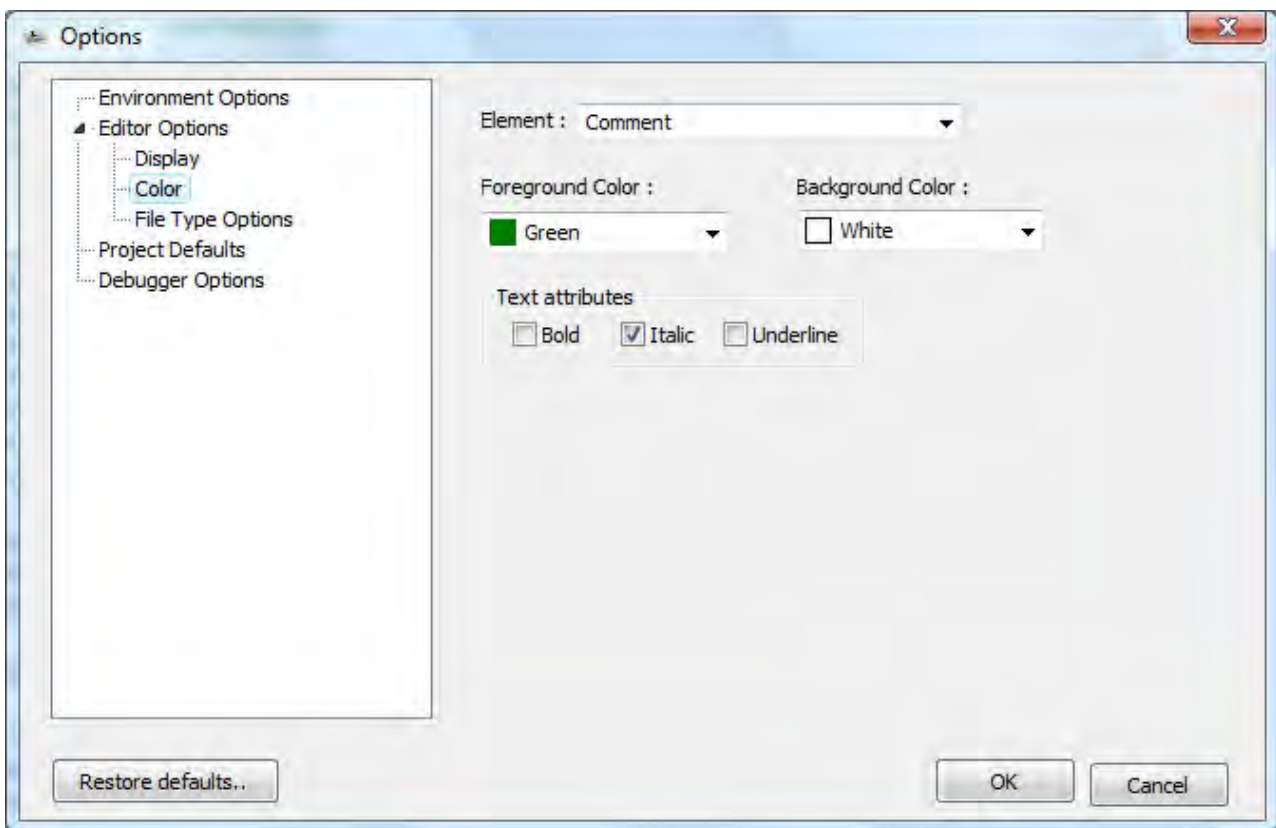 Options
Environment Options
Editor Options
Display
Color
File Type Options
Project Defaults
Debugger Options
Element : Comment
Foreground Color : Background Color :
Green White
Text attributes
Bold Italic Underline
Restore defaults.. OK Cancel